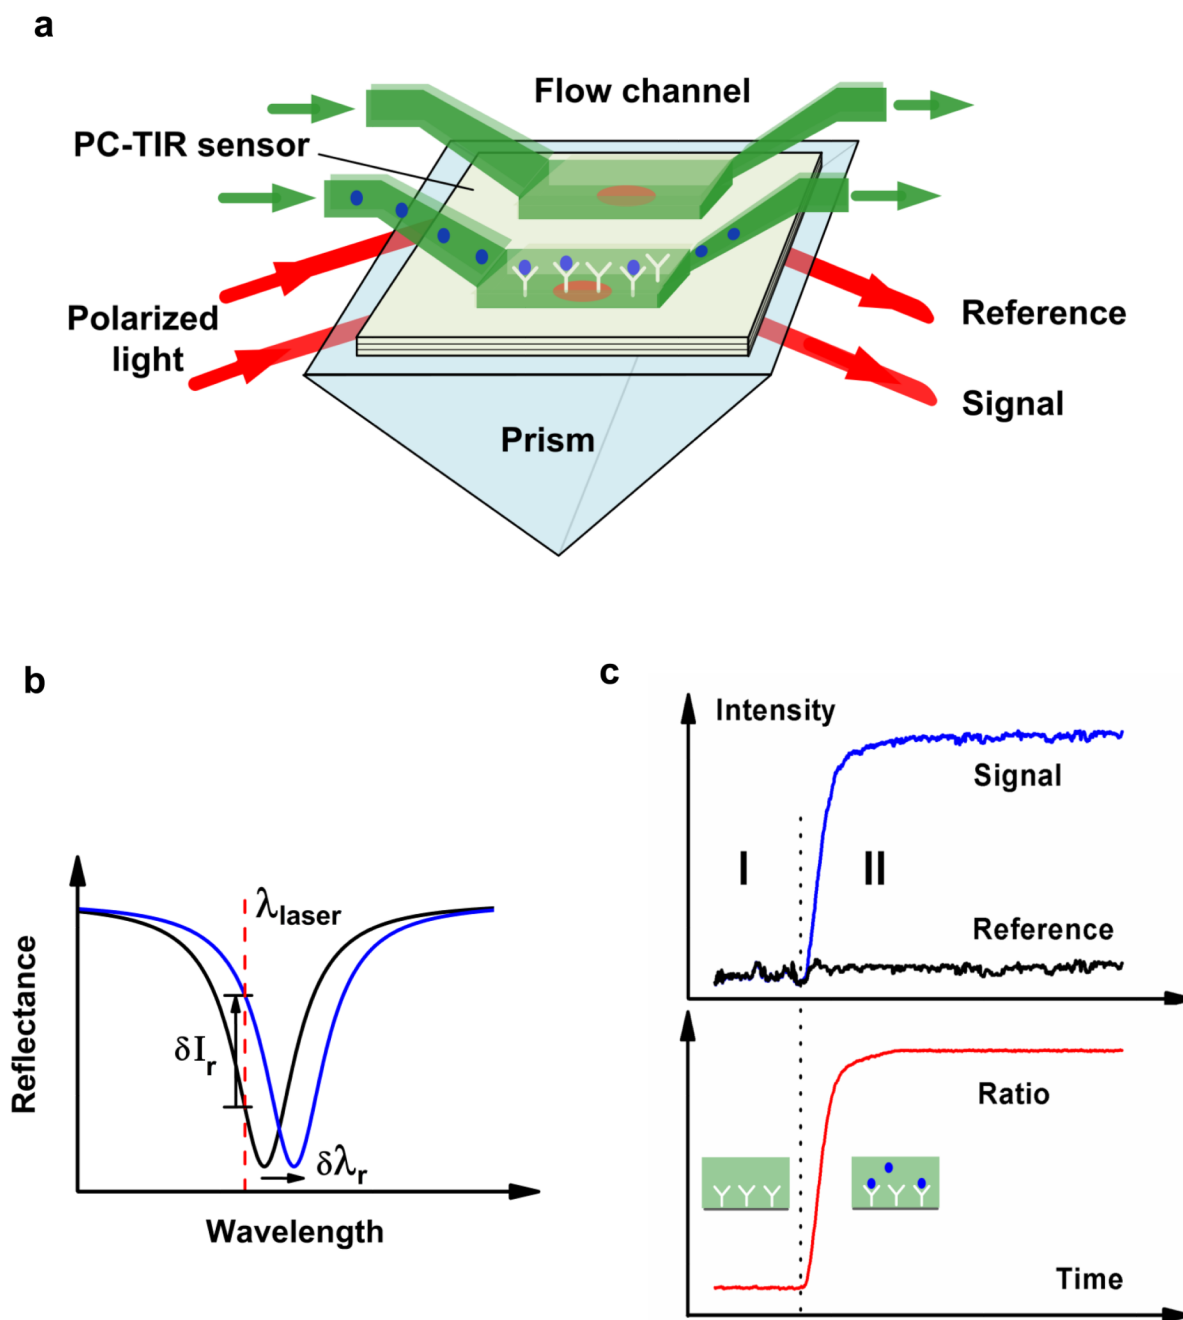 a
Flow channel
PC-TIR sensor
Polarized
light
Reference
Signal
Prism
b
λlaser
δIr
δλr
Reflectance
Wavelength
c
Intensity
Signal
I
II
Reference
Ratio
Time